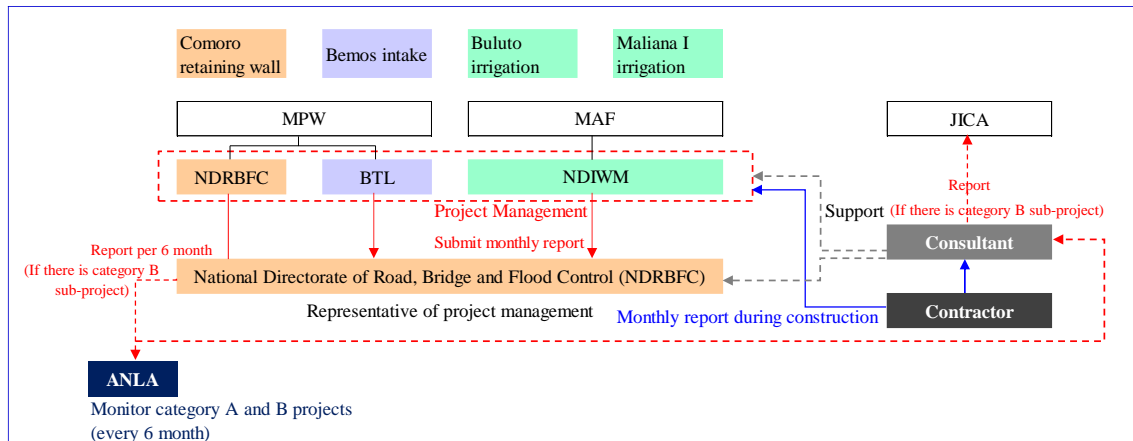 Comoro
retaining wall
Bemos intake
Buluto
irrigation
Maliana I
irrigation
MPW
MAF
JICA
NDRBFC
BTL
NDIWM
Report
(If there is category B sub-project)
Project Management
Support
Submit monthly report
Consultant
Report per 6 month
(If there is category B
sub-project)
National Directorate of Road, Bridge and Flood Control (NDRBFC)
Representative of project management
Monthly report during construction
Contractor
ANLA
Monitor category A and B projects
(every 6 month)